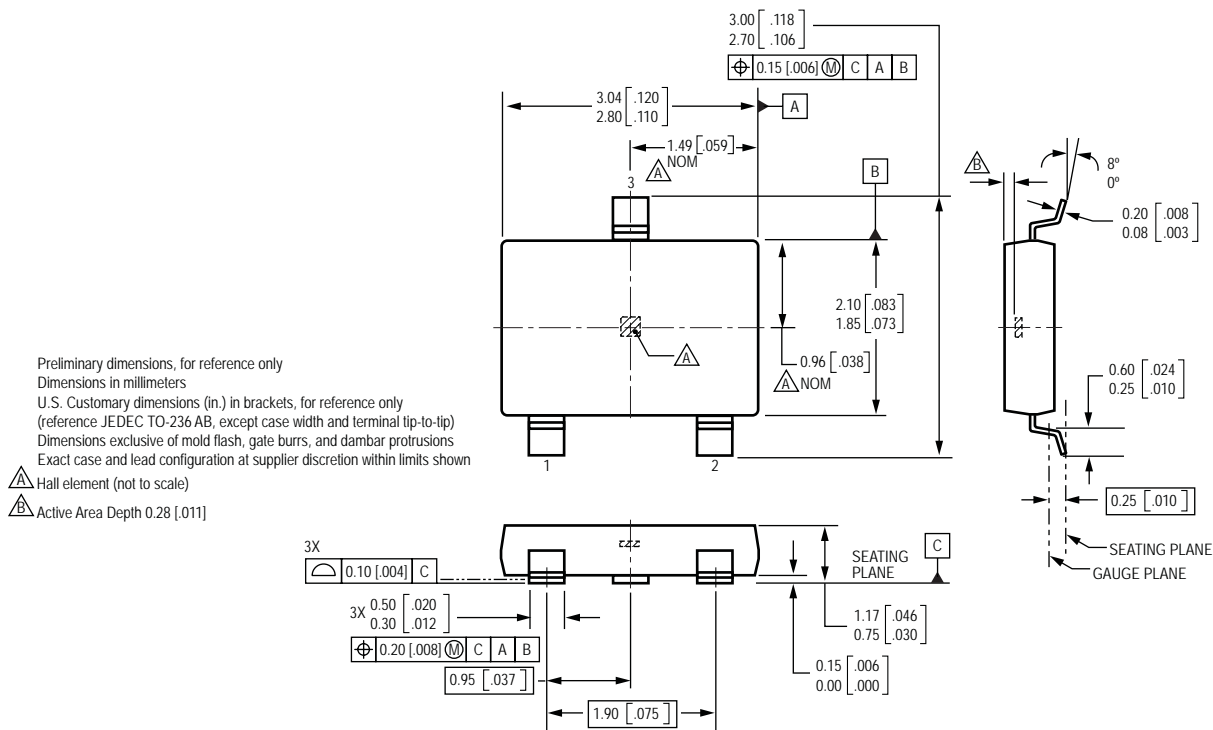 3.00 [ .118 ]
2.70 [ .106 ]
⌖ 0.15 [.006] Ⓜ C A B
3.04 [ .120 ]
2.80 [ .110 ]
A
1.49 [.059]
NOM
A
3
B
B
8º
0º
0.20 [ .008 ]
0.08 [ .003 ]
2.10 [ .083 ]
1.85 [ .073 ]
A
0.96 [.038]
A NOM
0.60 [ .024 ]
0.25 [ .010 ]
1
2
0.25 [ .010 ]
SEATING PLANE
GAUGE PLANE
Preliminary dimensions, for reference only
Dimensions in millimeters
U.S. Customary dimensions (in.) in brackets, for reference only
(reference JEDEC TO-236 AB, except case width and terminal tip-to-tip)
Dimensions exclusive of mold flash, gate burrs, and dambar protrusions
Exact case and lead configuration at supplier discretion within limits shown
A Hall element (not to scale)
B Active Area Depth 0.28 [.011]
3X
⌓ 0.10 [.004] C
SEATING
PLANE
C
3X 0.50 [ .020 ]
0.30 [ .012 ]
⌖ 0.20 [.008] Ⓜ C A B
1.17 [ .046 ]
0.75 [ .030 ]
0.15 [ .006 ]
0.00 [ .000 ]
0.95 [ .037 ]
1.90 [ .075 ]